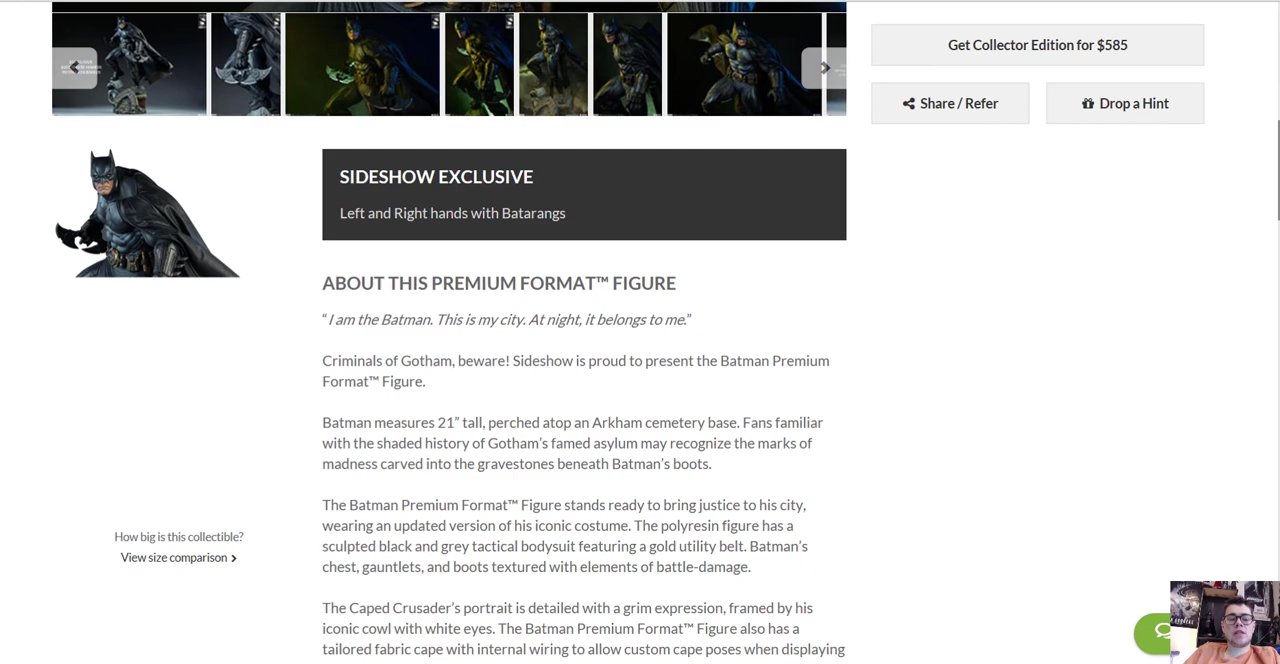 Get Collector Edition for $585
Share / Refer
Drop a Hint
SIDESHOW EXCLUSIVE
Left and Right hands with Batarangs
ABOUT THIS PREMIUM FORMAT™ FIGURE
“I am the Batman. This is my city. At night, it belongs to me.”
Criminals of Gotham, beware! Sideshow is proud to present the Batman Premium
Format™ Figure.
Batman measures 21” tall, perched atop an Arkham cemetery base. Fans familiar
with the shaded history of Gotham’s famed asylum may recognize the marks of
madness carved into the gravestones beneath Batman’s boots.
How big is this collectible?
View size comparison
The Batman Premium Format™ Figure stands ready to bring justice to his city,
wearing an updated version of his iconic costume. The polyresin figure has a
sculpted black and grey tactical bodysuit featuring a gold utility belt. Batman’s
chest, gauntlets, and boots textured with elements of battle-damage.
The Caped Crusader’s portrait is detailed with a grim expression, framed by his
iconic cowl with white eyes. The Batman Premium Format™ Figure also has a
tailored fabric cape with internal wiring to allow custom cape poses when displaying